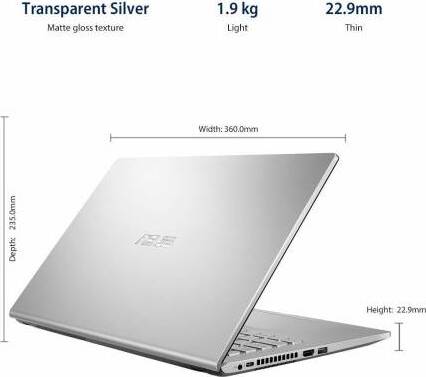 Transparent Silver 1.9 kg 22.9mm
Matte gloss texture Light Thin
Width: 360.0mm
Depth: 235.0mm
ASUS
Height: 22.9mm